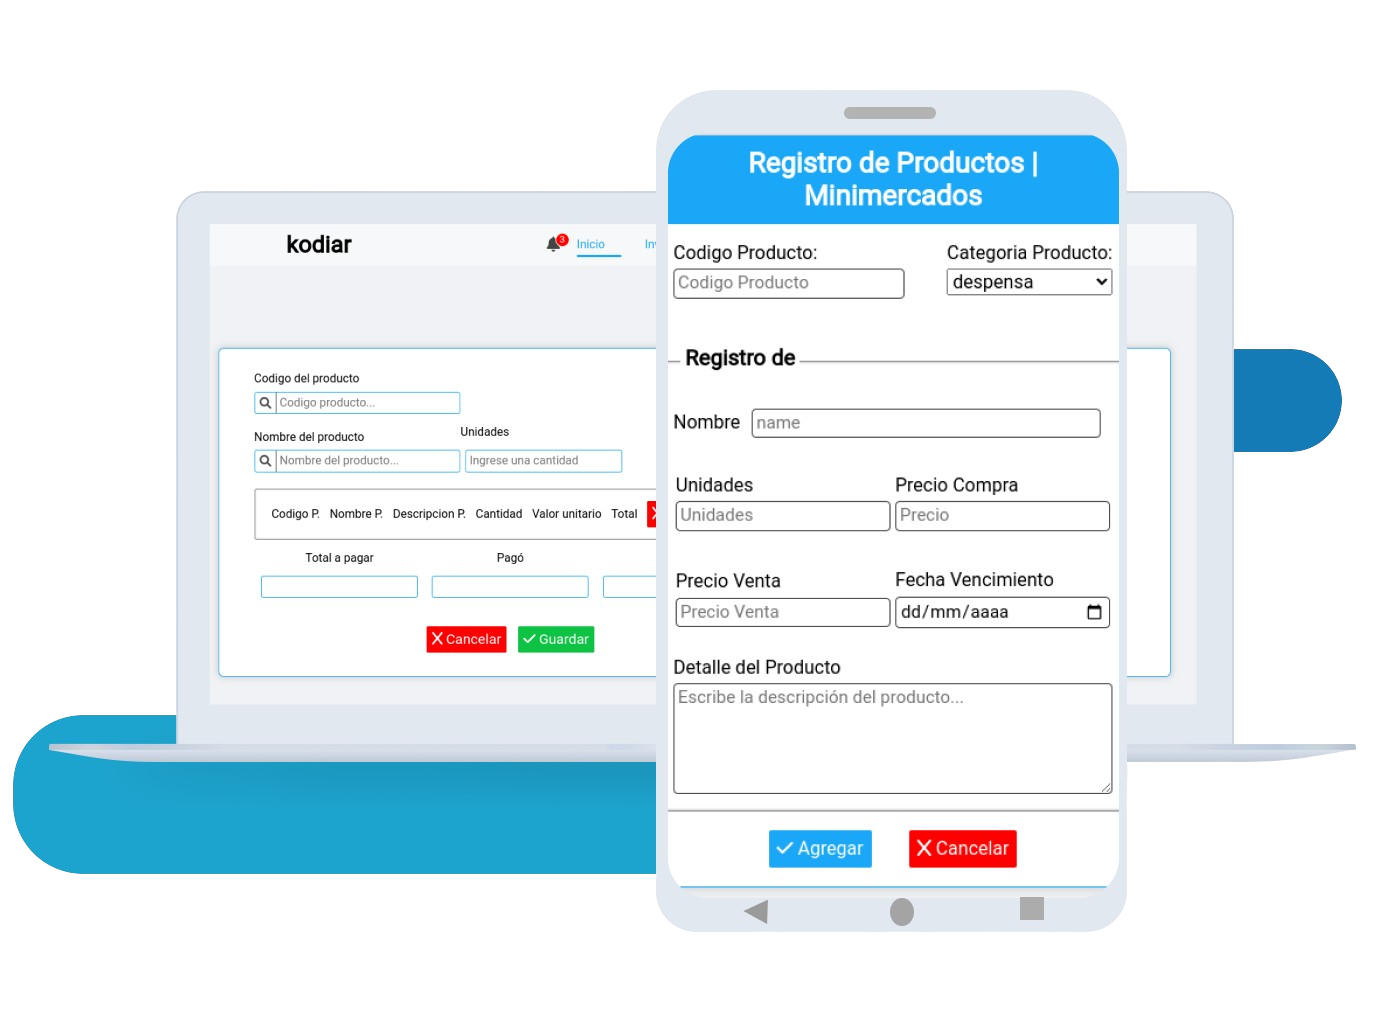 kodiar
3
Inicio
Codigo del producto
Codigo producto...
Nombre del producto
Unidades
Nombre del producto...
Ingrese una cantidad
Codigo P. Nombre P. Descripcion P. Cantidad Valor unitario Total
Total a pagar
Pagó
Cancelar
Guardar
Registro de Productos |
Minimercados
Codigo Producto:
Categoria Producto:
Codigo Producto
despensa
Registro de
Nombre
name
Unidades
Precio Compra
Unidades
Precio
Precio Venta
Fecha Vencimiento
Precio Venta
dd/mm/aaaa
Detalle del Producto
Escribe la descripción del producto...
Agregar
Cancelar